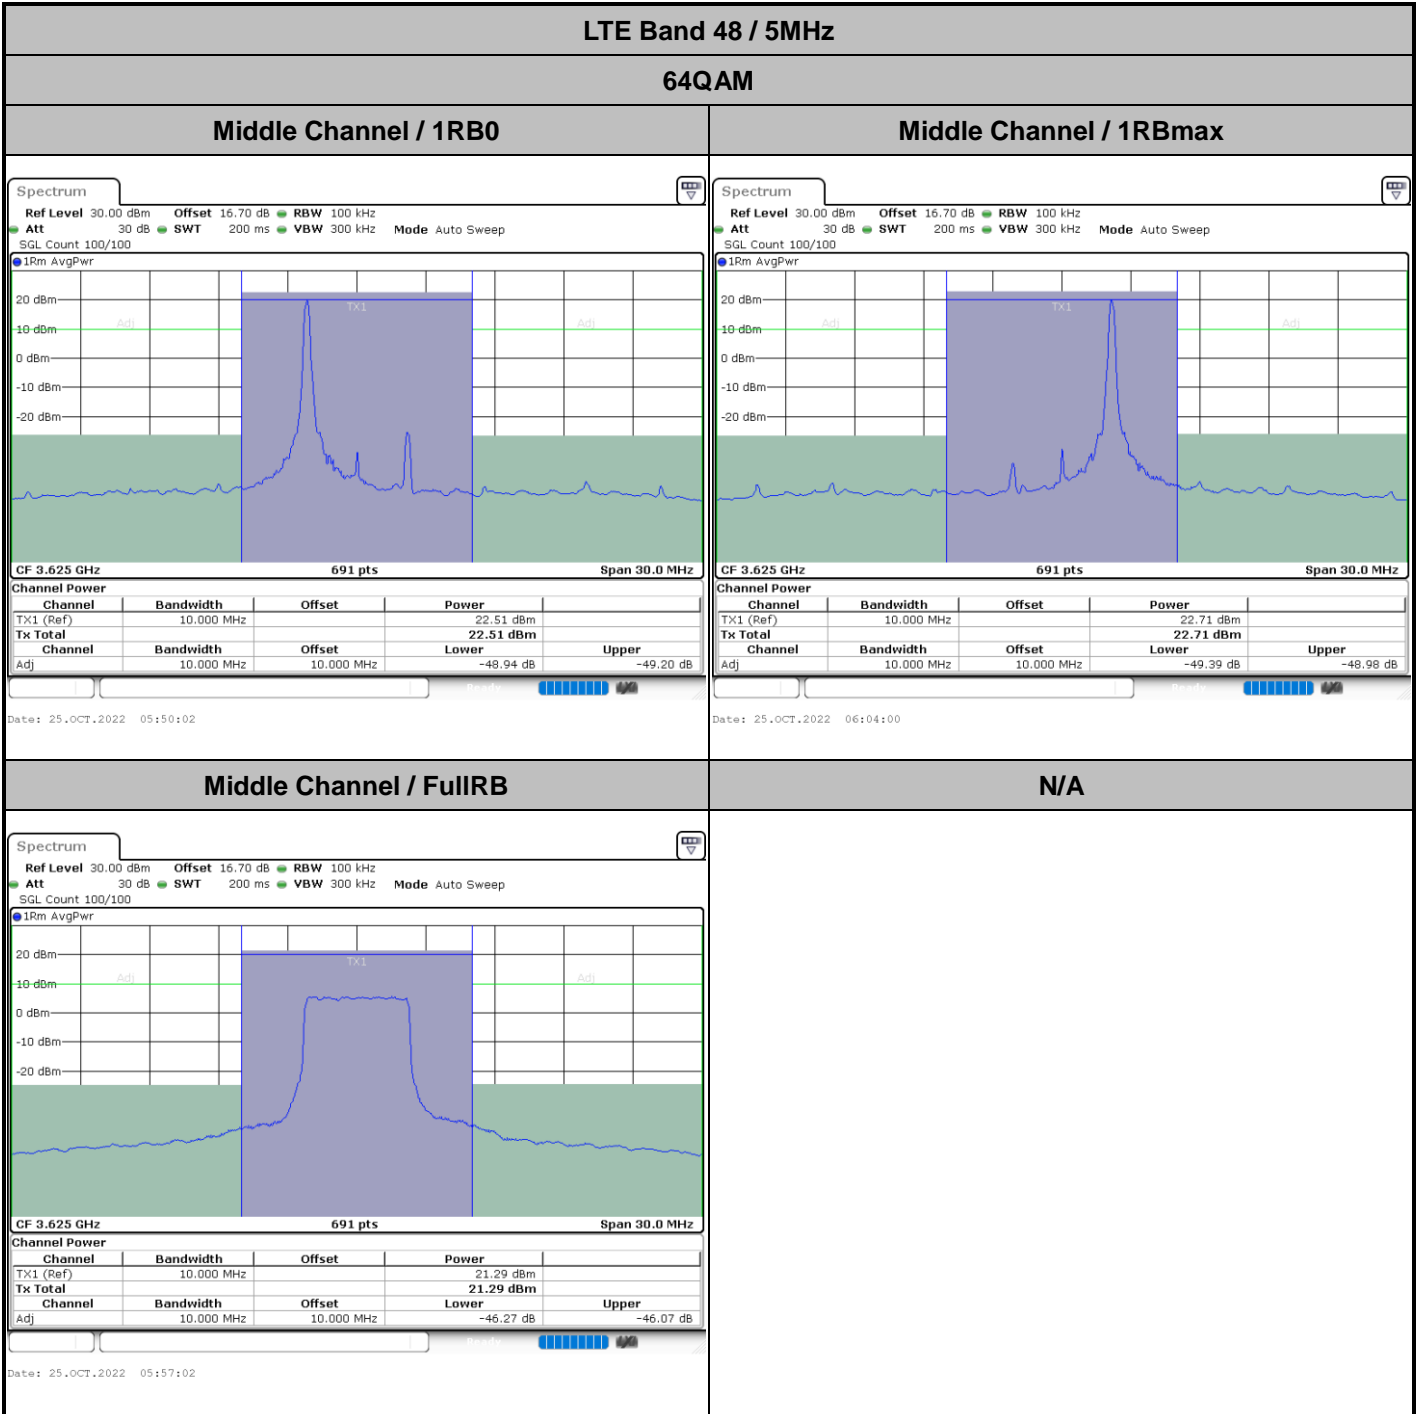 LTE Band 48 / 5MHz
64QAM
Middle Channel / 1RB0
Middle Channel / 1RBmax
Spectrum
Ref Level 30.00 dBm Offset 16.70 dB RBW 100 kHz
Att 30 dB SWT 200 ms VBW 300 kHz Mode Auto Sweep
SGL Count 100/100
1Rm AvgPwr
TX1
Adj
Adj
20 dBm
10 dBm
0 dBm
-10 dBm
-20 dBm
CF 3.625 GHz 691 pts Span 30.0 MHz
Channel Power
Channel Bandwidth Offset Power
TX1 (Ref) 10.000 MHz 22.51 dBm
Tx Total 22.51 dBm
Channel Bandwidth Offset Lower Upper
Adj 10.000 MHz 10.000 MHz -48.94 dB -49.20 dB
Ready
Date: 25.OCT.2022 05:50:02
Spectrum
Ref Level 30.00 dBm Offset 16.70 dB RBW 100 kHz
Att 30 dB SWT 200 ms VBW 300 kHz Mode Auto Sweep
SGL Count 100/100
1Rm AvgPwr
TX1
Adj
Adj
20 dBm
10 dBm
0 dBm
-10 dBm
-20 dBm
CF 3.625 GHz 691 pts Span 30.0 MHz
Channel Power
Channel Bandwidth Offset Power
TX1 (Ref) 10.000 MHz 22.71 dBm
Tx Total 22.71 dBm
Channel Bandwidth Offset Lower Upper
Adj 10.000 MHz 10.000 MHz -49.39 dB -48.98 dB
Ready
Date: 25.OCT.2022 06:04:00
Middle Channel / FullRB
N/A
Spectrum
Ref Level 30.00 dBm Offset 16.70 dB RBW 100 kHz
Att 30 dB SWT 200 ms VBW 300 kHz Mode Auto Sweep
SGL Count 100/100
1Rm AvgPwr
TX1
Adj
Adj
20 dBm
10 dBm
0 dBm
-10 dBm
-20 dBm
CF 3.625 GHz 691 pts Span 30.0 MHz
Channel Power
Channel Bandwidth Offset Power
TX1 (Ref) 10.000 MHz 21.29 dBm
Tx Total 21.29 dBm
Channel Bandwidth Offset Lower Upper
Adj 10.000 MHz 10.000 MHz -46.27 dB -46.07 dB
Ready
Date: 25.OCT.2022 05:57:02